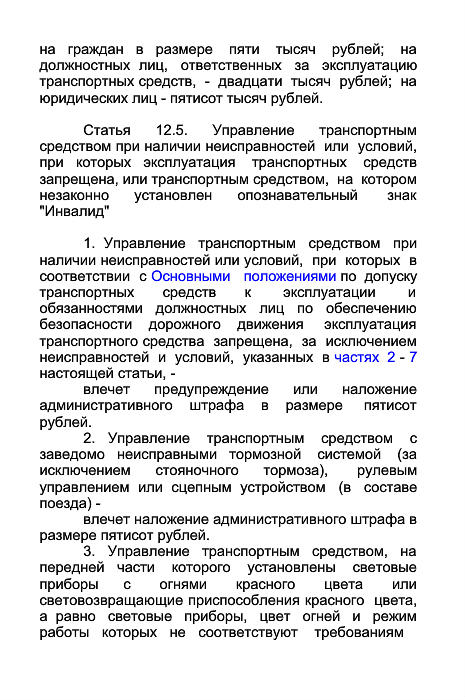 на граждан в размере пяти тысяч рублей; на
должностных лиц, ответственных за эксплуатацию
транспортных средств, - двадцати тысяч рублей; на
юридических лиц - пятисот тысяч рублей.
Статья 12.5. Управление транспортным
средством при наличии неисправностей или условий,
при которых эксплуатация транспортных средств
запрещена, или транспортным средством, на котором
незаконно установлен опознавательный знак
"Инвалид"
1. Управление транспортным средством при
наличии неисправностей или условий, при которых в
соответствии с Основными положениями по допуску
транспортных средств к эксплуатации и
обязанностями должностных лиц по обеспечению
безопасности дорожного движения эксплуатация
транспортного средства запрещена, за исключением
неисправностей и условий, указанных в частях 2 - 7
настоящей статьи, -
влечет предупреждение или наложение
административного штрафа в размере пятисот
рублей.
2. Управление транспортным средством с
заведомо неисправными тормозной системой (за
исключением стояночного тормоза), рулевым
управлением или сцепным устройством (в составе
поезда) -
влечет наложение административного штрафа в
размере пятисот рублей.
3. Управление транспортным средством, на
передней части которого установлены световые
приборы с огнями красного цвета или
световозвращающие приспособления красного цвета,
а равно световые приборы, цвет огней и режим
работы которых не соответствуют требованиям